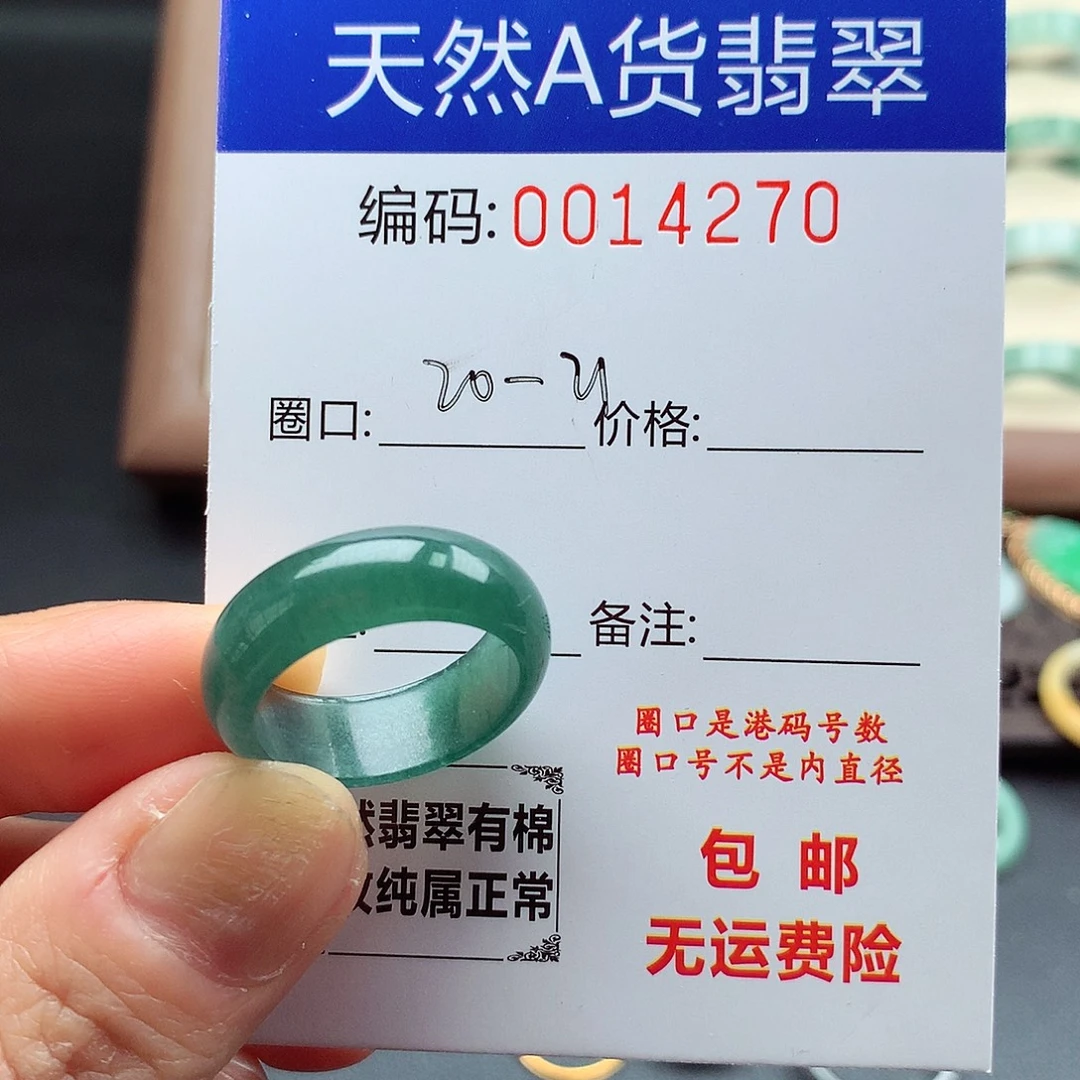 天然A货翡翠
编码:0014270
圈口: 20-21 价格:
备注:
圈口是港码号数
圈口号不是内直径
然翡翠有棉
纯属正常
包 邮
无运费险